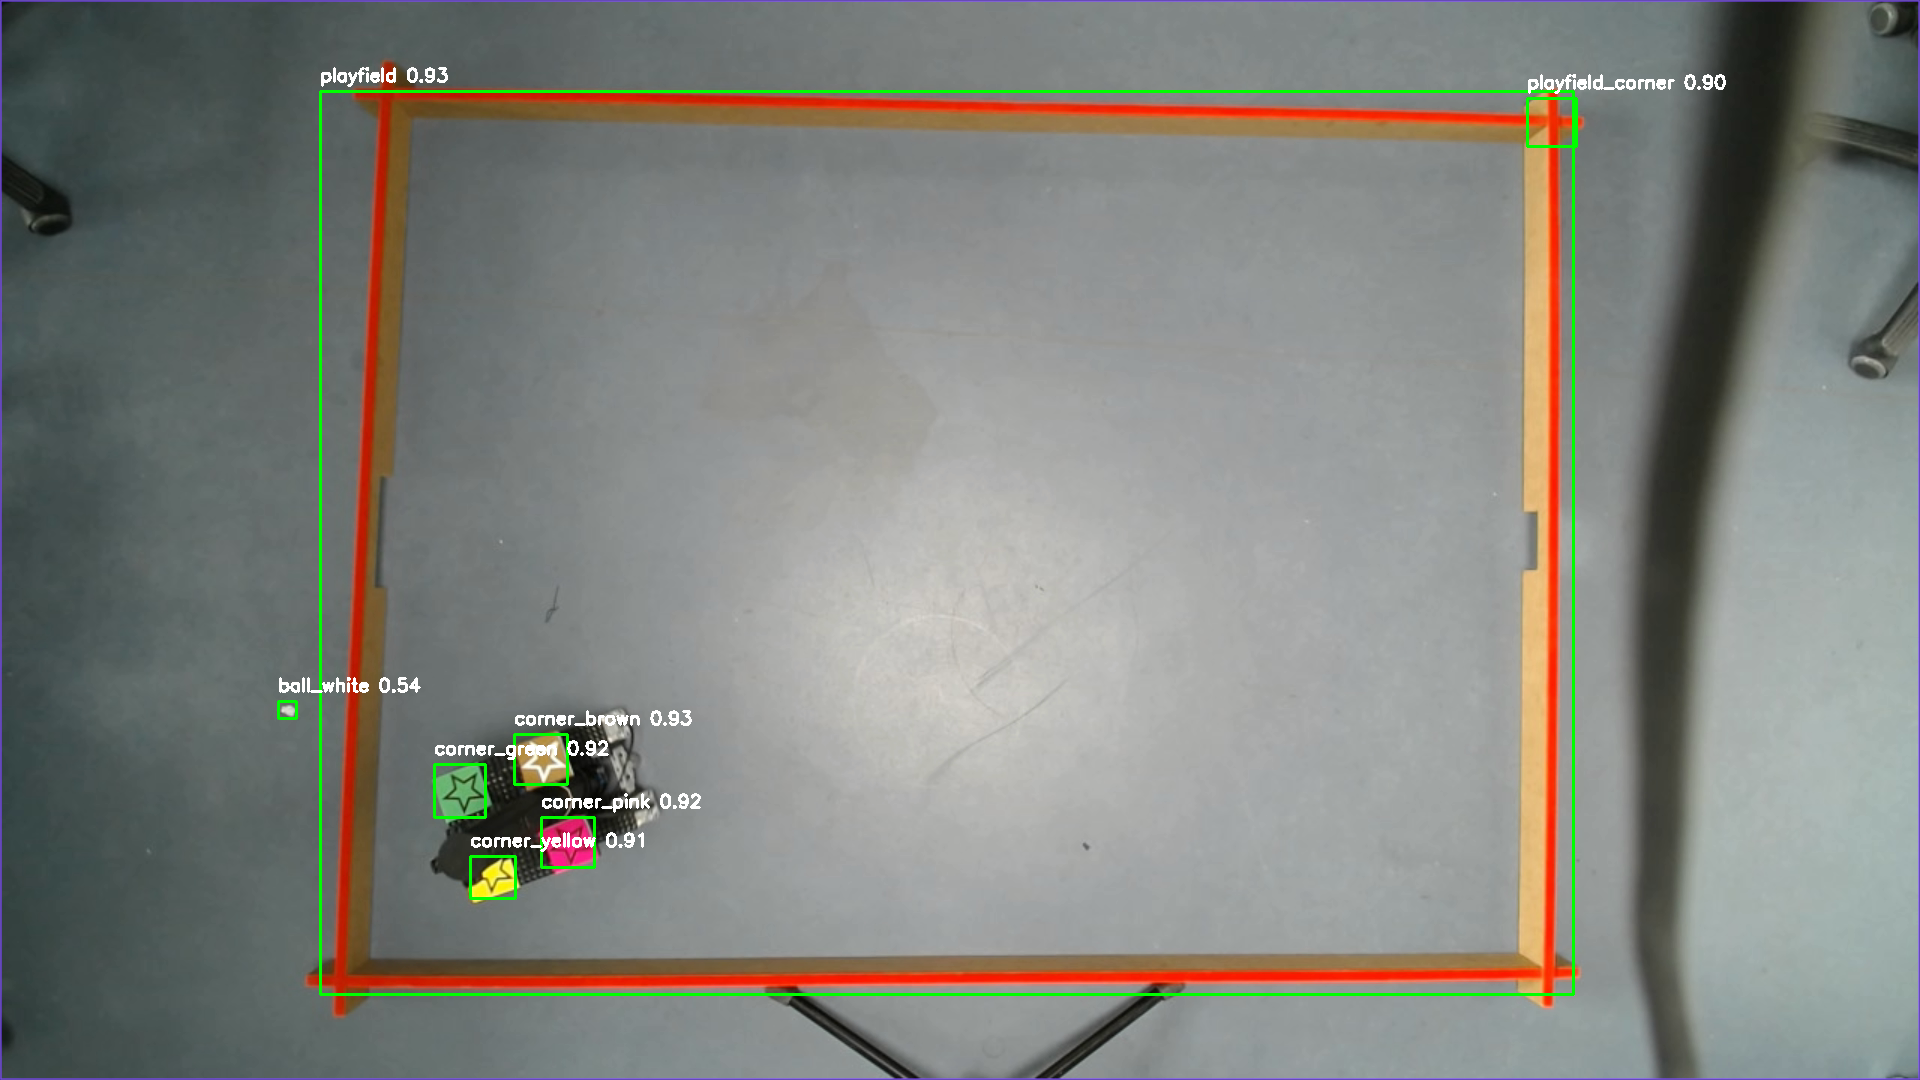 playfield 0.93
playfield_corner 0.90
ball_white 0.54
corner_brown 0.93
corner_green 0.92
corner_pink 0.92
corner_yellow 0.91